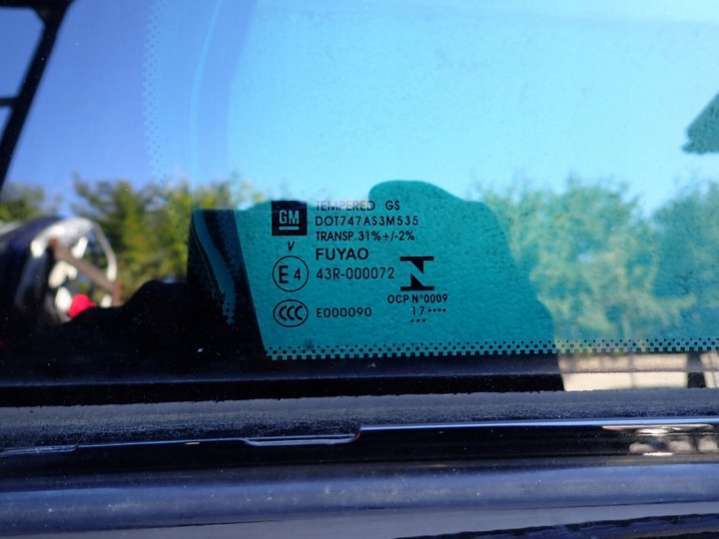 GM
TEMPERED GS
DOT747AS3M535
TRANSP. 31%+/-2%
V
FUYAO
E4
43R-000072
N
OCP N°0009
CCC
E000090
17....
...